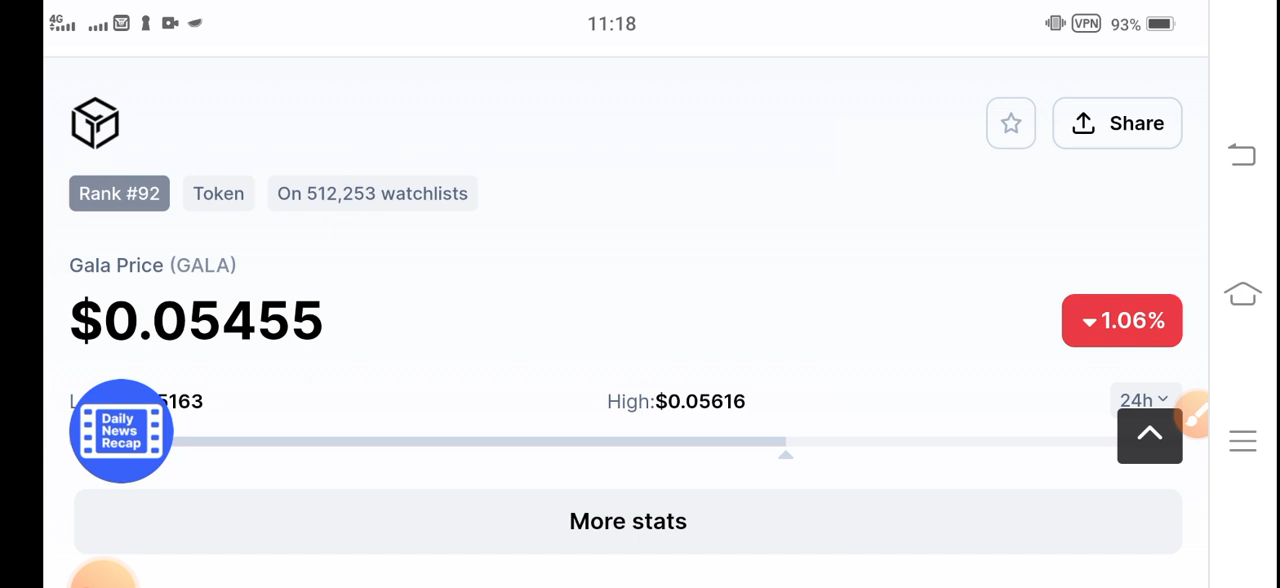 4G
11:18
VPN 93%
Share
Rank #92 Token On 512,253 watchlists
Gala Price (GALA)
$0.05455
1.06%
5163 High:$0.05616 24h
Daily
News
Recap
More stats